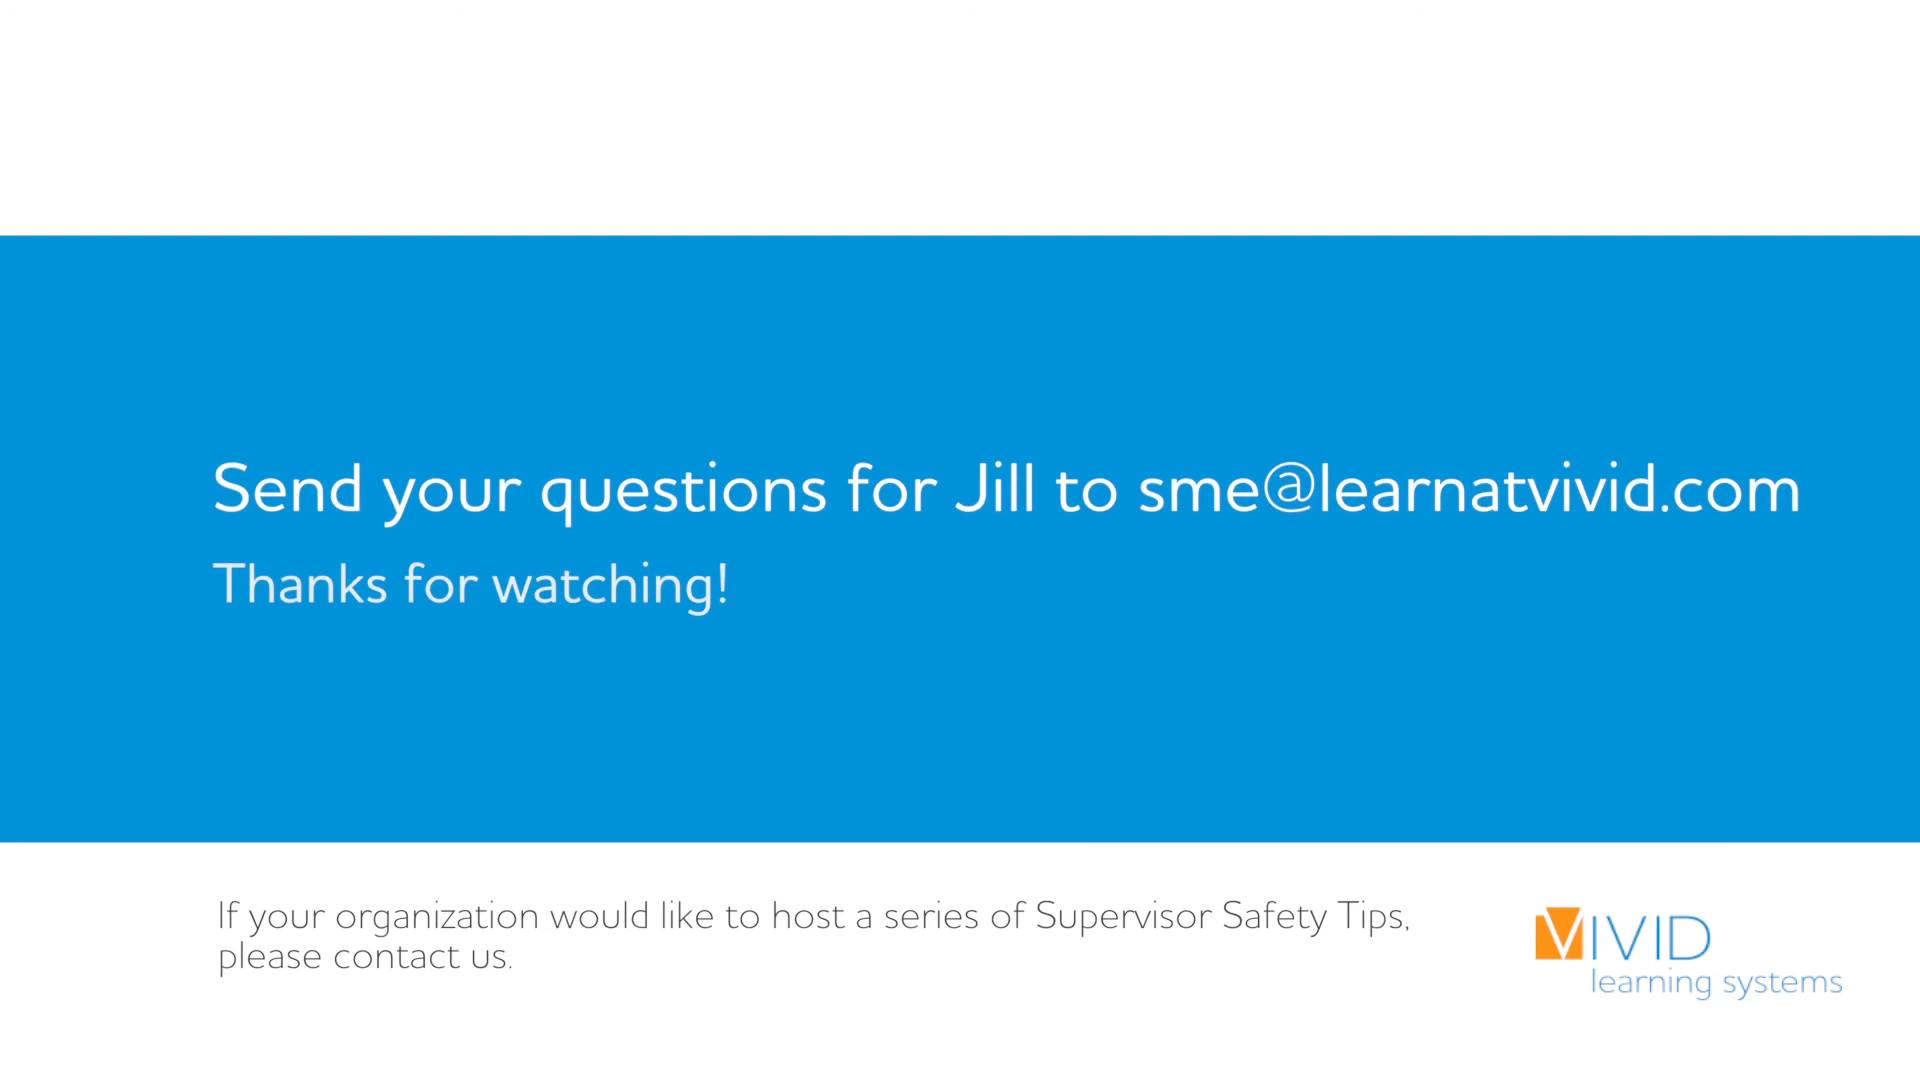 Send your questions for Jill to sme@learnatvivid.com
Thanks for watching!
If your organization would like to host a series of Supervisor Safety Tips,
please contact us.
VIVID
learning systems